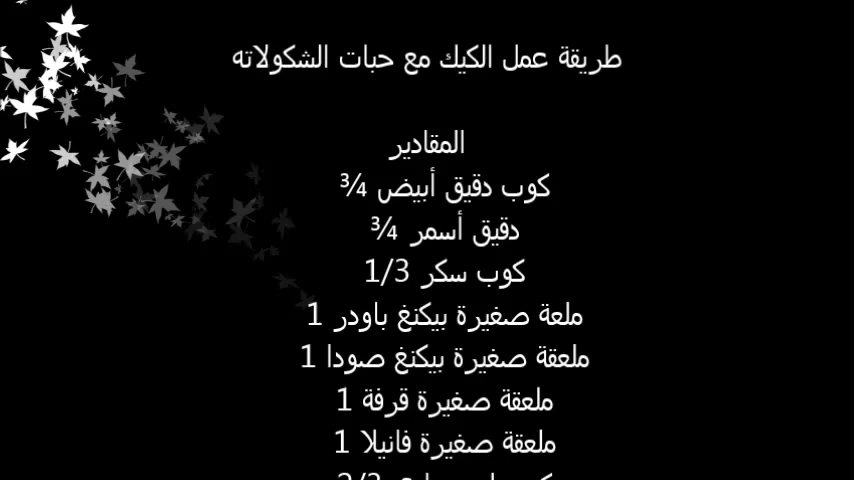 طريقة عمل الكيك مع حبات الشكولاته
المقادير
كوب دقيق أبيض ¾
دقيق أسمر ¾
كوب سكر 1/3
ملعة صغيرة بيكنغ باودر 1
ملعقة صغيرة بيكنغ صودا 1
ملعقة صغيرة قرفة 1
ملعقة صغيرة فانيلا 1